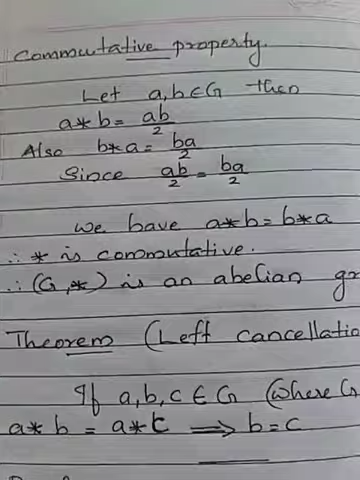 Commutative property.
Let a,b∈G then
a*b = ab/2
Also b*a = ba/2
Since ab/2 = ba/2
we have a*b = b*a
∴ * is commutative.
∴ (G,*) is an abelian
Theorem (Left
If a,b,c ∈ G (where G
a*b = a*c ⟹ b=c